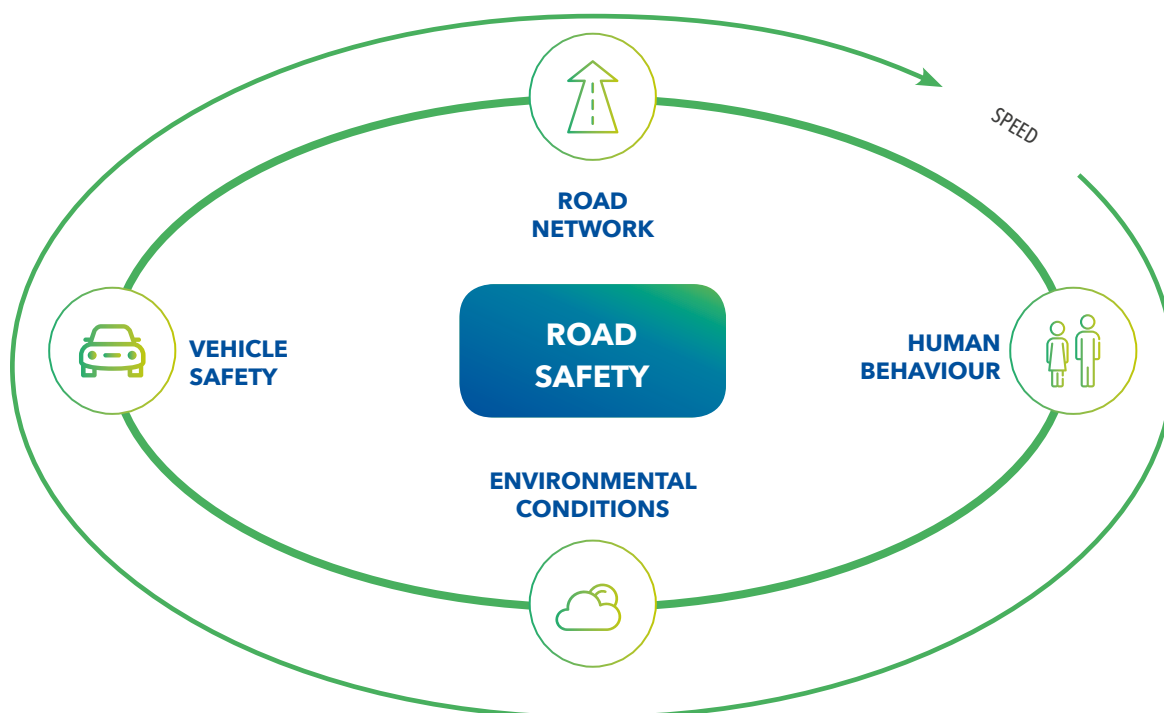 SPEED
ROAD
NETWORK
VEHICLE
SAFETY
ROAD
SAFETY
HUMAN
BEHAVIOUR
ENVIRONMENTAL
CONDITIONS